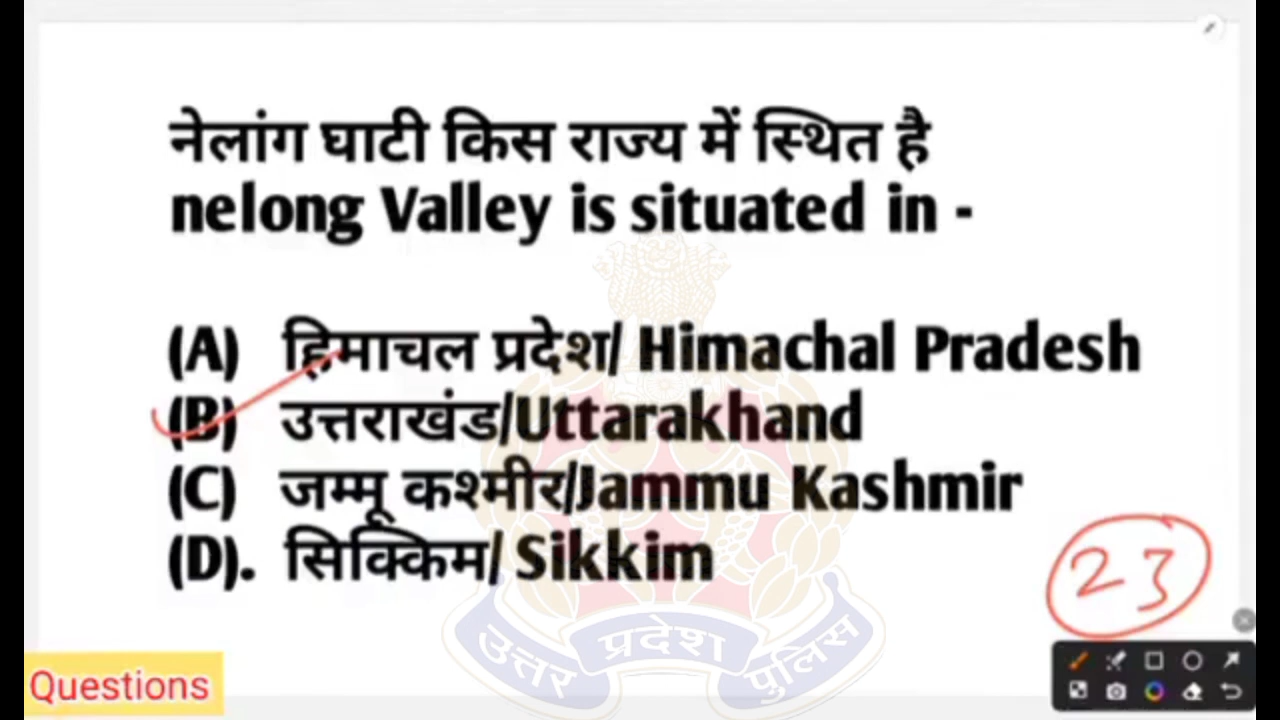 नेलांग घाटी किस राज्य में स्थित है
nelong Valley is situated in -
(A) हिमाचल प्रदेश/ Himachal Pradesh
(B) उत्तराखंड/Uttarakhand
(C) जम्मू कश्मीर/Jammu Kashmir
(D). सिक्किम/ Sikkim
23
उत्तर प्रदेश पुलिस
Questions